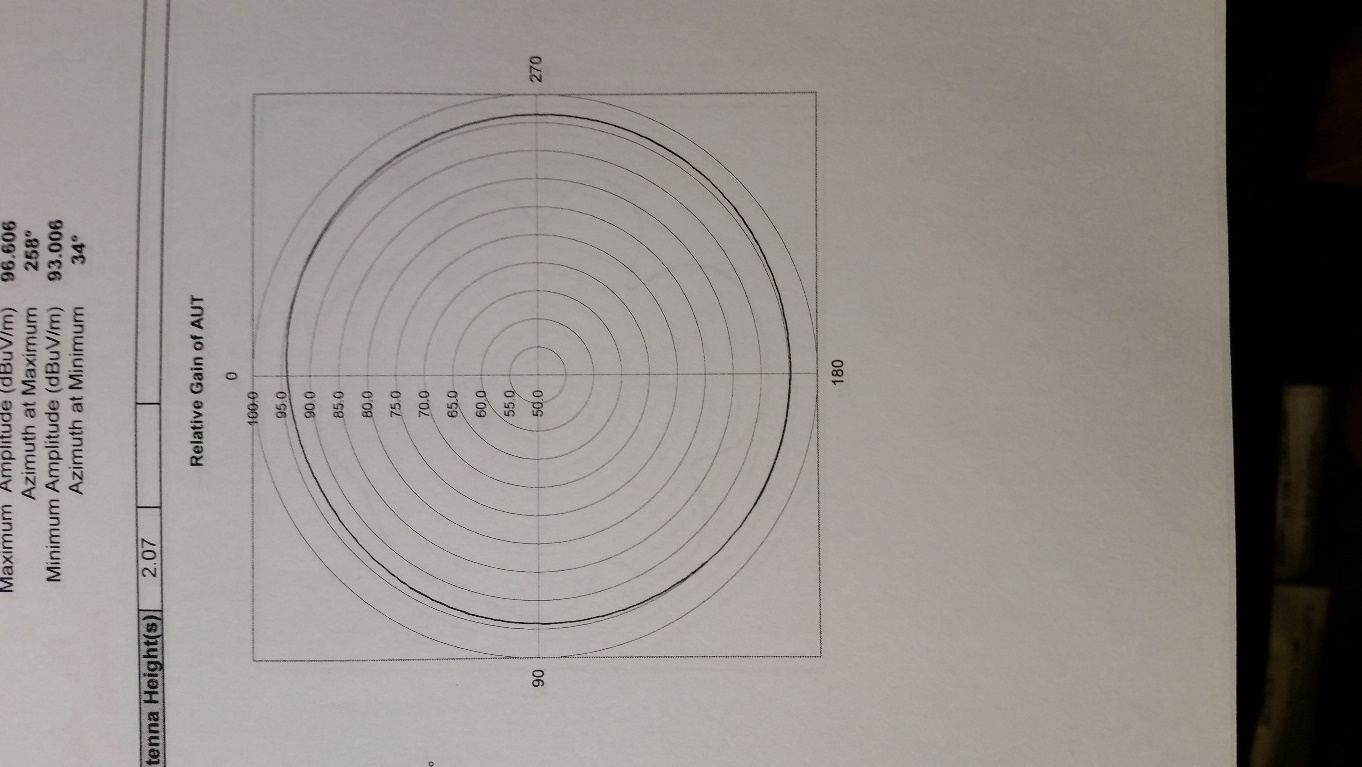 Maximum Amplitude (dBuV/m) 96.606
Azimuth at Maximum 258°
Minimum Amplitude (dBuV/m) 93.006
Azimuth at Minimum 34°
tenna Height(s) 2.07
Relative Gain of AUT
0
100.0
95.0
90.0
85.0
80.0
75.0
70.0
65.0
60.0
55.0
50.0
90
270
180